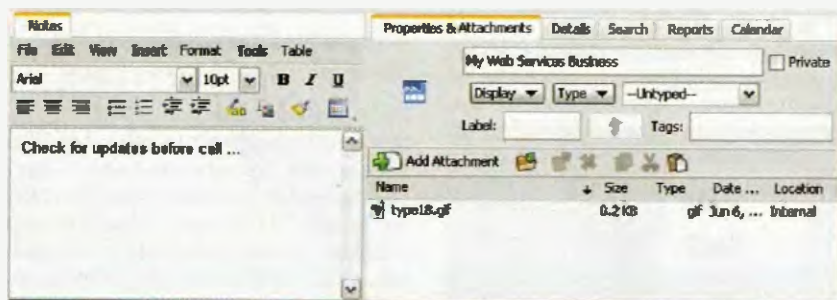 Notes
File Edit View Insert Format Tools Table
Arial 10pt B I U
Check for updates before call ...
Properties & Attachments Details Search Reports Calendar
My Web Services Business Private
Display Type --Untyped--
Label: Tags:
Add Attachment
Name Size Type Date ... Location
type18.gif 0.2 KB gif Jun 6, ... Internal